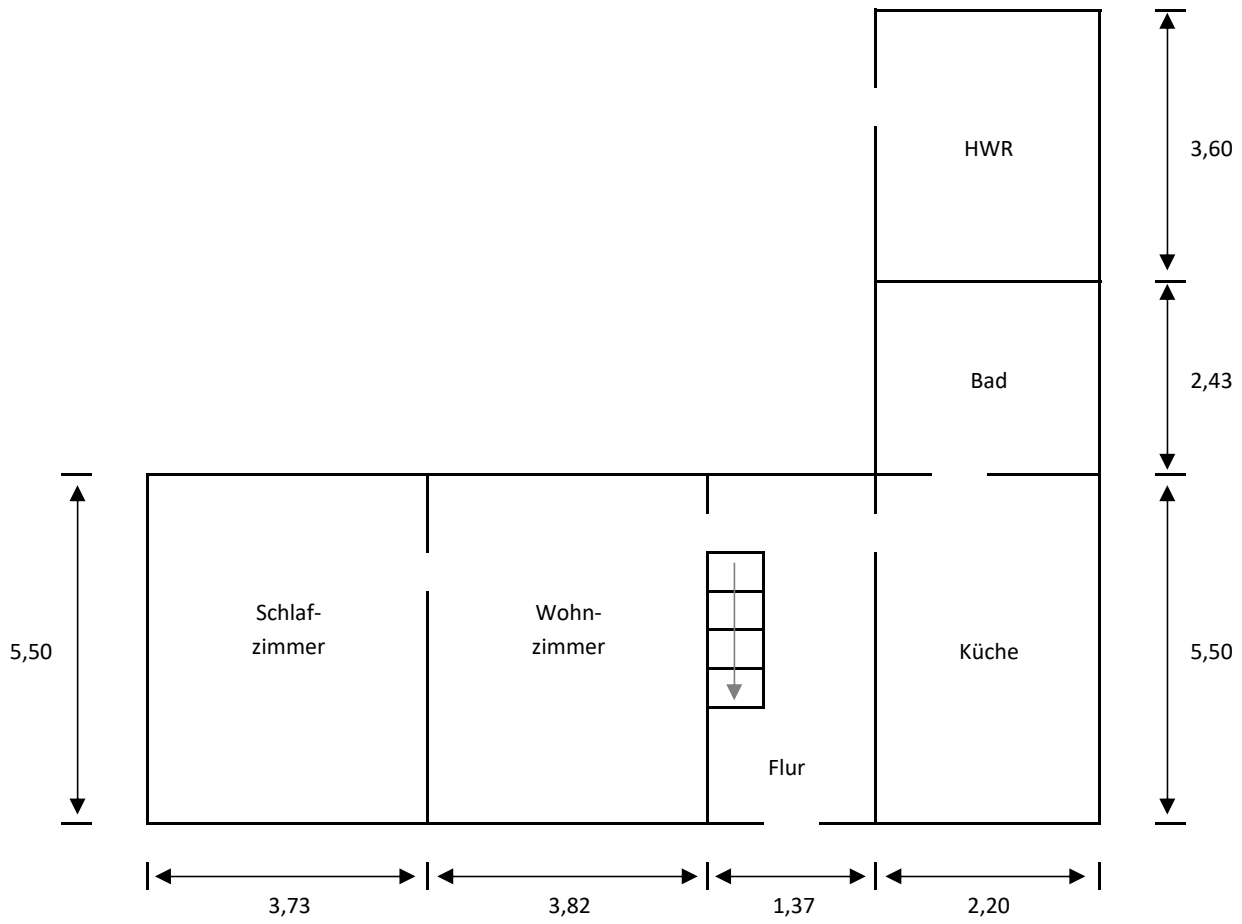 HWR
3,60
Bad
2,43
Schlaf-
zimmer
Wohn-
zimmer
5,50
Küche
5,50
Flur
3,73
3,82
1,37
2,20